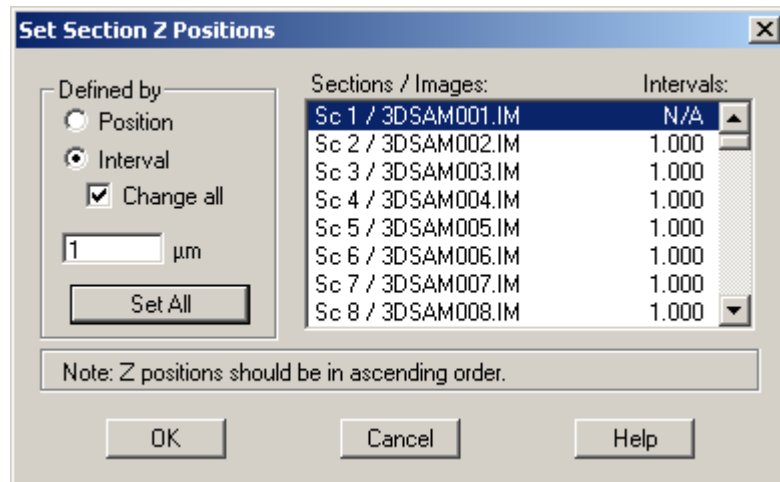 Set Section Z Positions
Defined by
Position
Interval
Change all
1 µm
Set All
Sections / Images: Intervals:
Sc 1 / 3DSAM001.IM N/A
Sc 2 / 3DSAM002.IM 1.000
Sc 3 / 3DSAM003.IM 1.000
Sc 4 / 3DSAM004.IM 1.000
Sc 5 / 3DSAM005.IM 1.000
Sc 6 / 3DSAM006.IM 1.000
Sc 7 / 3DSAM007.IM 1.000
Sc 8 / 3DSAM008.IM 1.000
Note: Z positions should be in ascending order.
OK Cancel Help